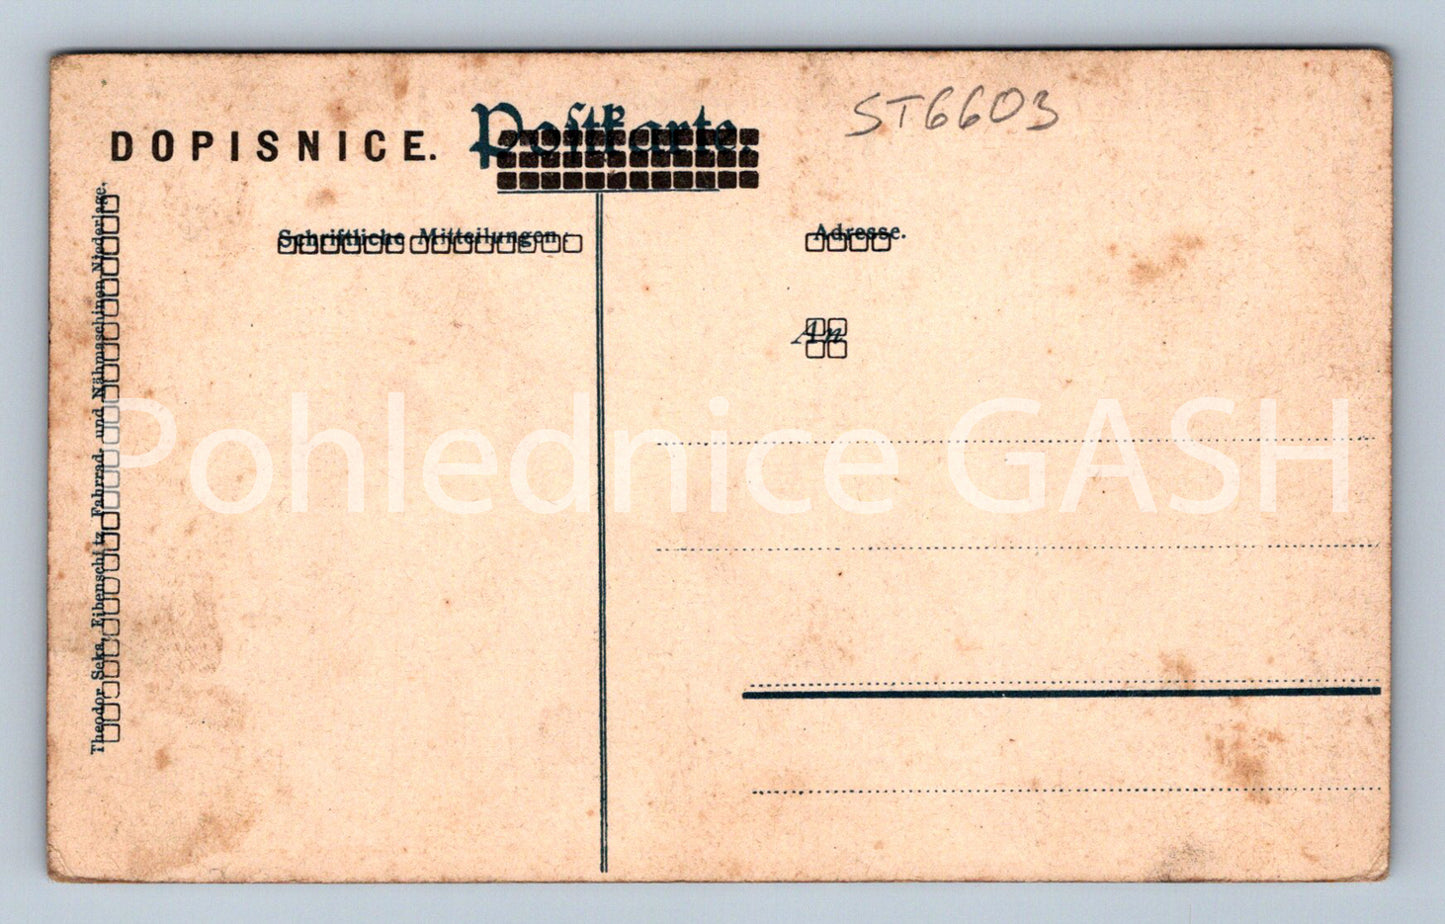 DOPISNICE.
Postkarte
ST6603
Schriftliche Mitteilungen:
Adresse.
An
Theodor Seka, Eibenschitz, Fahrrad- und Nähmaschinen Niederlage.
Pohlednice GASH